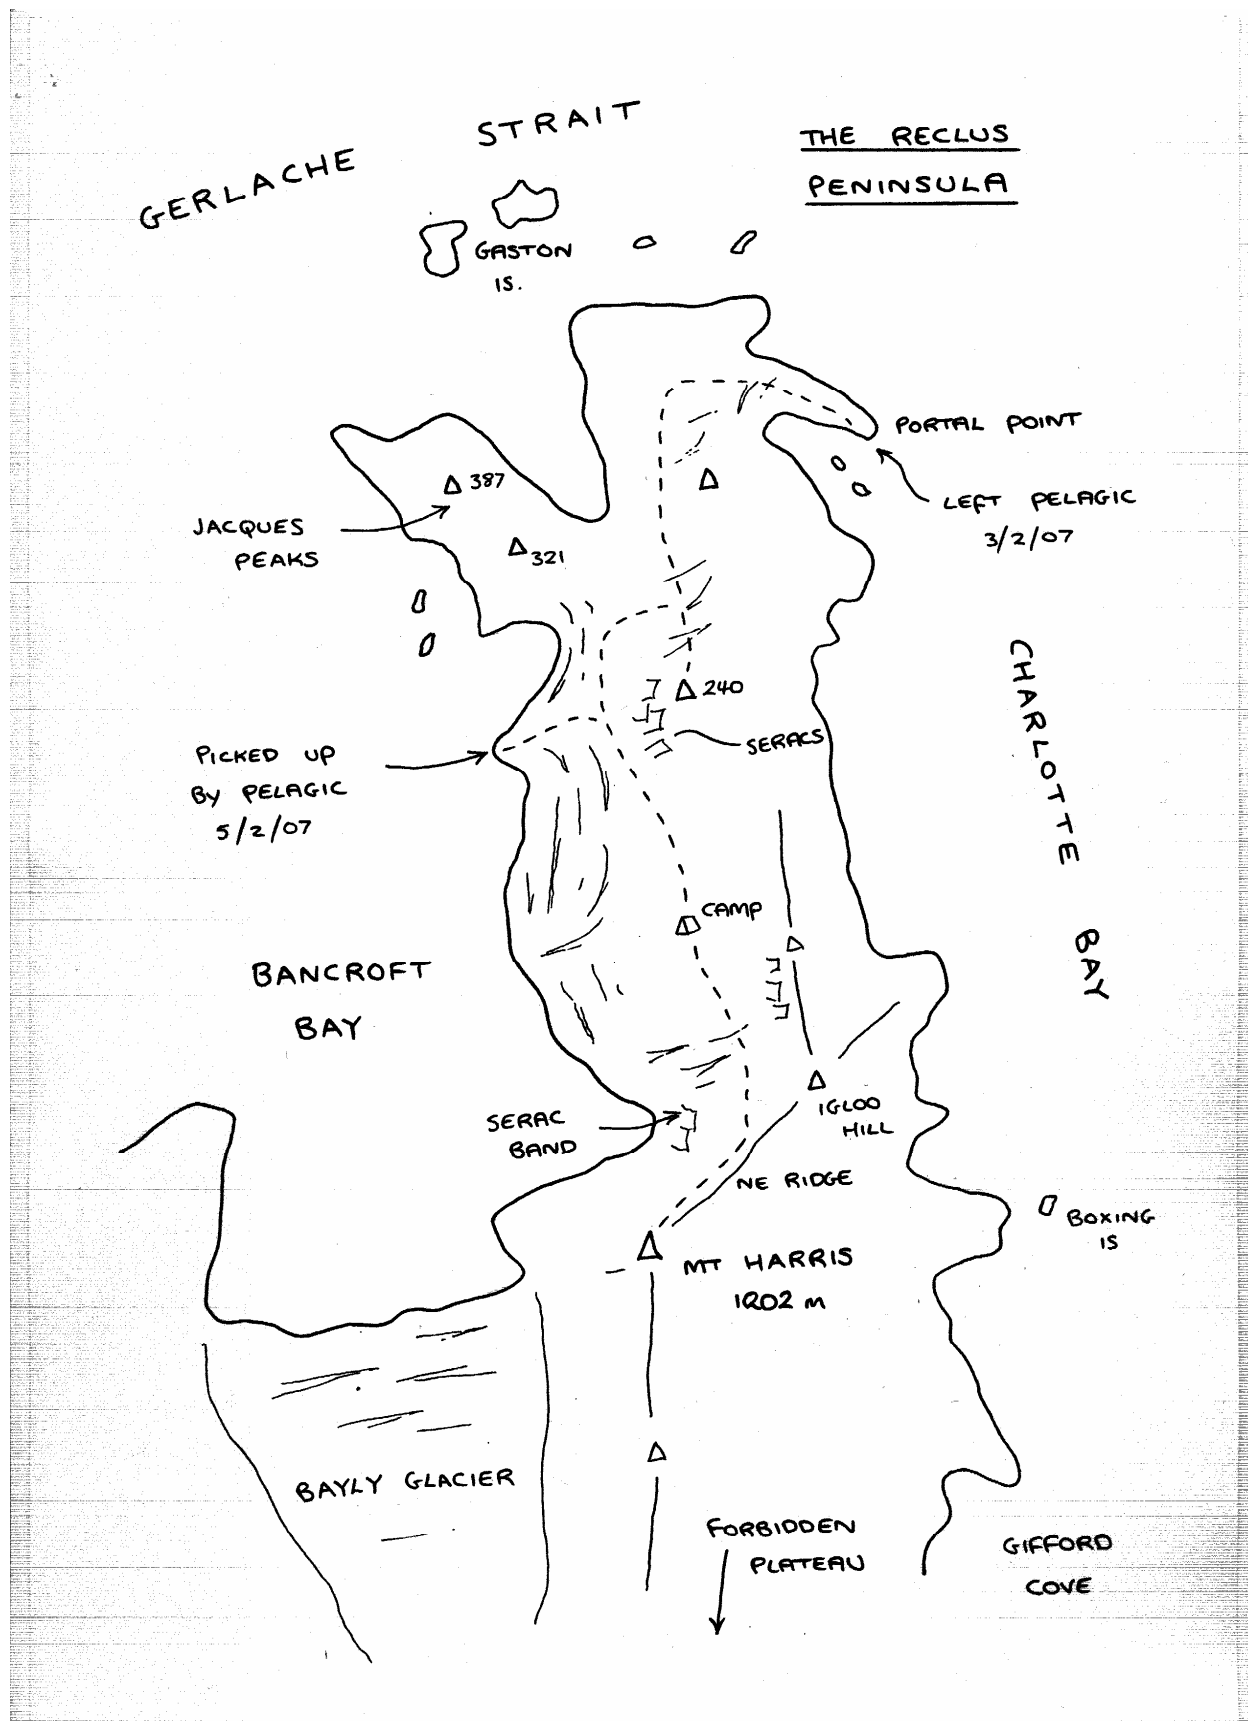 GERLACHE STRAIT
THE RECLUS
PENINSULA
GASTON
IS.
PORTAL POINT
LEFT PELAGIC
3/2/07
387
JACQUES
PEAKS
321
240
SERACS
CHARLOTTE BAY
PICKED UP
BY PELAGIC
5/2/07
CAMP
BANCROFT
BAY
IGLOO
HILL
SERAC
BAND
NE RIDGE
BOXING
IS
MT HARRIS
1002 m
BAYLY GLACIER
FORBIDDEN
PLATEAU
GIFFORD
COVE